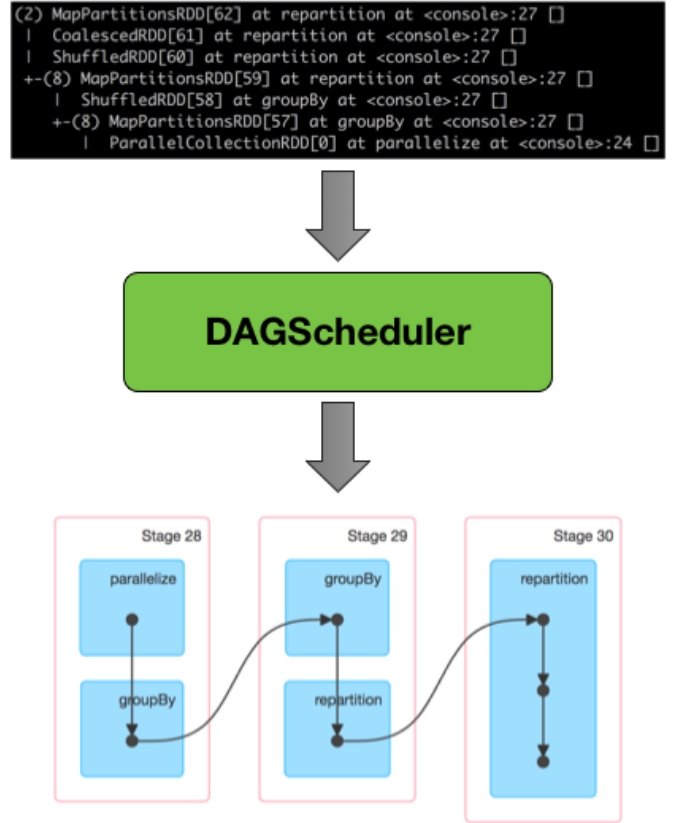 (2) MapPartitionsRDD[62] at repartition at <console>:27 []
| CoalescedRDD[61] at repartition at <console>:27 []
| ShuffledRDD[60] at repartition at <console>:27 []
+-(8) MapPartitionsRDD[59] at repartition at <console>:27 []
| ShuffledRDD[58] at groupBy at <console>:27 []
+-(8) MapPartitionsRDD[57] at groupBy at <console>:27 []
| ParallelCollectionRDD[0] at parallelize at <console>:24 []
DAGScheduler
Stage 28
parallelize
groupBy
Stage 29
groupBy
repartition
Stage 30
repartition